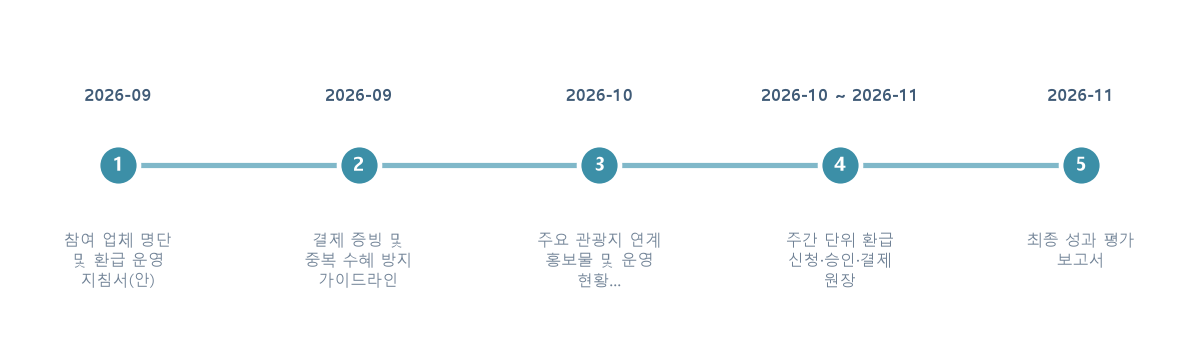 2026-09
2026-09
2026-10
2026-10 ~ 2026-11
2026-11
1
2
3
4
5
참여 업체 명단
및 환급 운영
지침서(안)
결제 증빙 및
중복 수혜 방지
가이드라인
주요 관광지 연계
홍보물 및 운영
현황...
주간 단위 환급
신청·승인·결제
원장
최종 성과 평가
보고서